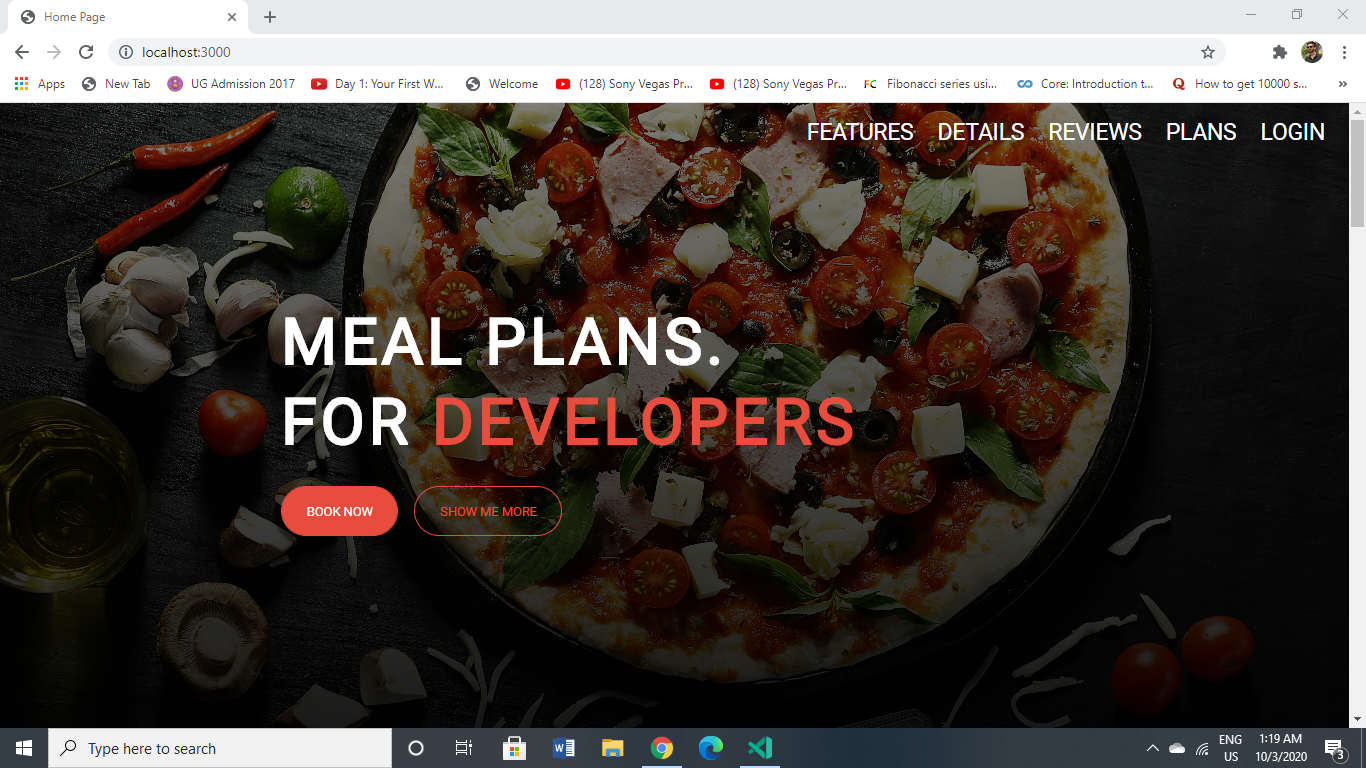 Home Page
localhost:3000
Apps New Tab UG Admission 2017 Day 1: Your First W... Welcome (128) Sony Vegas Pr... (128) Sony Vegas Pr... FC Fibonacci series usi... Core: Introduction t... Q How to get 10000 s... »
FEATURES DETAILS REVIEWS PLANS LOGIN
MEAL PLANS.
FOR DEVELOPERS
BOOK NOW SHOW ME MORE
Type here to search
ENG
US
1:19 AM
10/3/2020
3